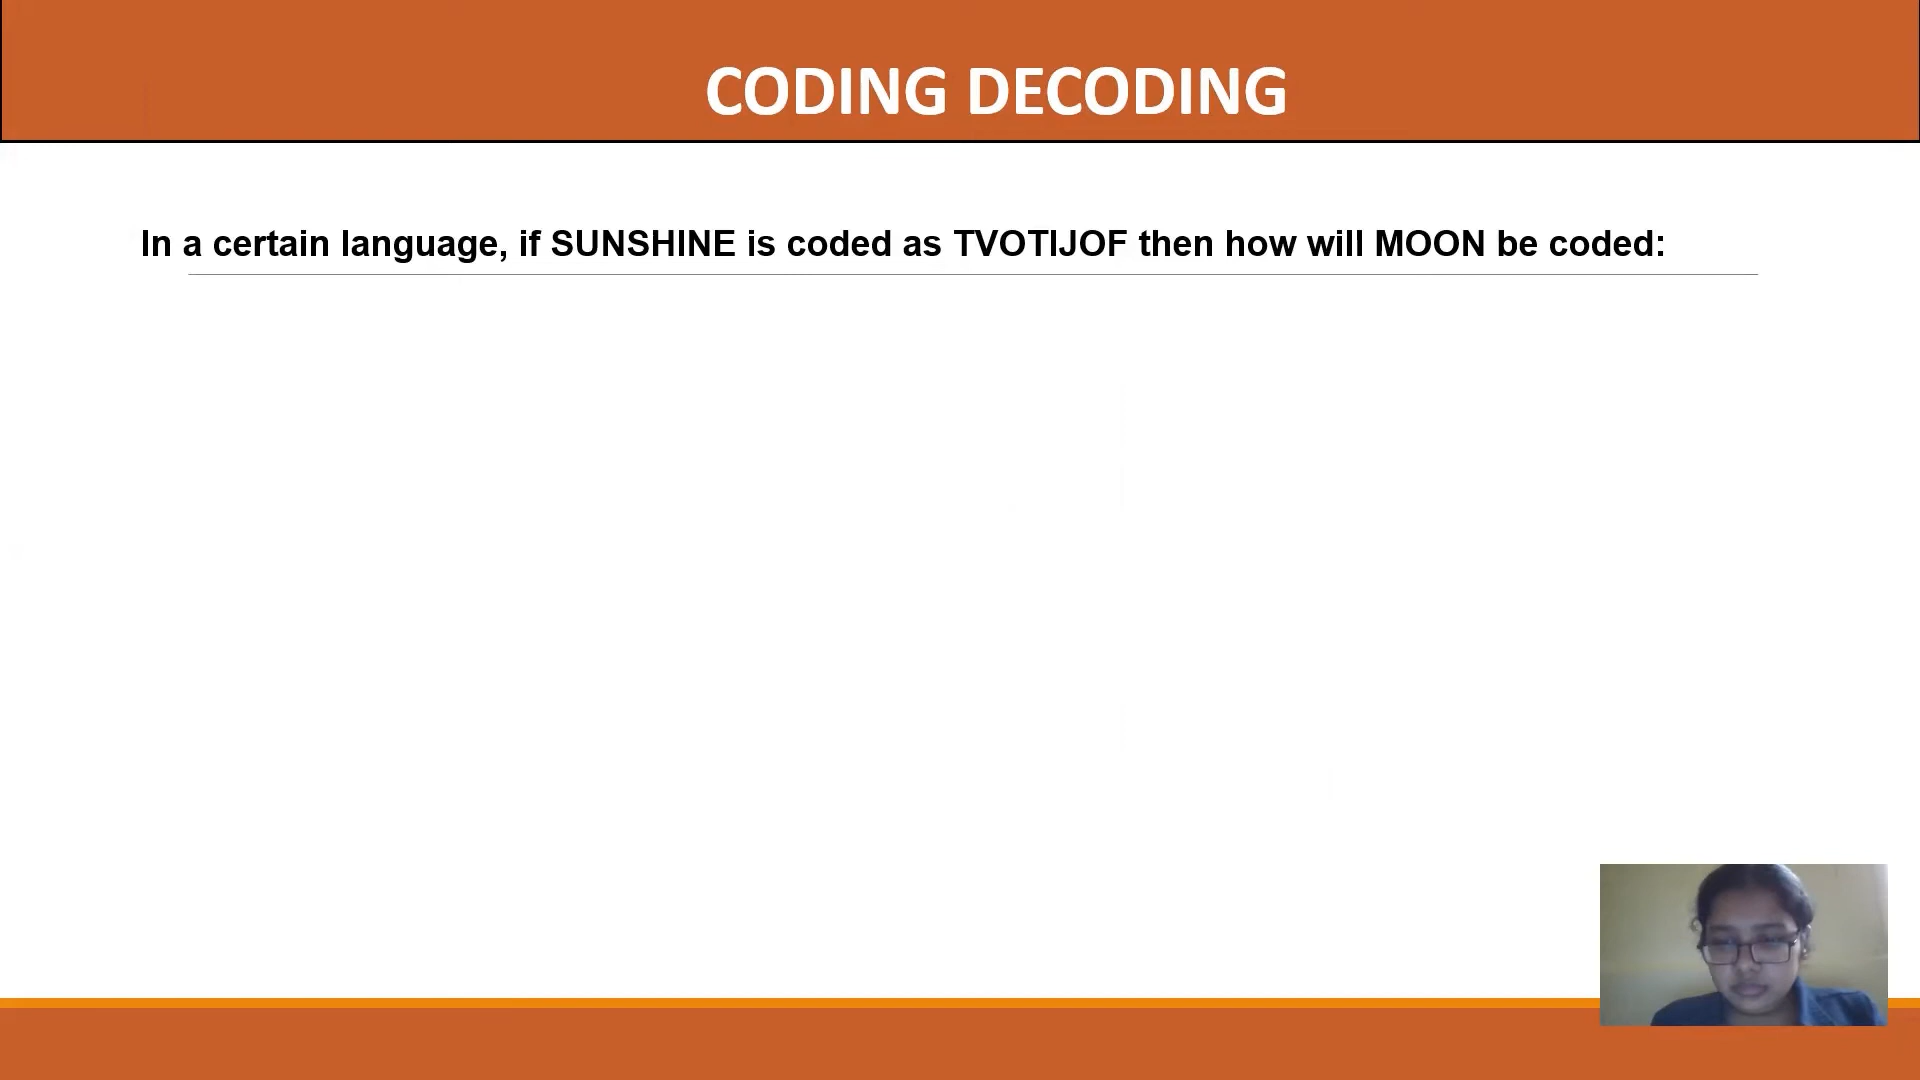 CODING DECODING
In a certain language, if SUNSHINE is coded as TVOTIJOF then how will MOON be coded: